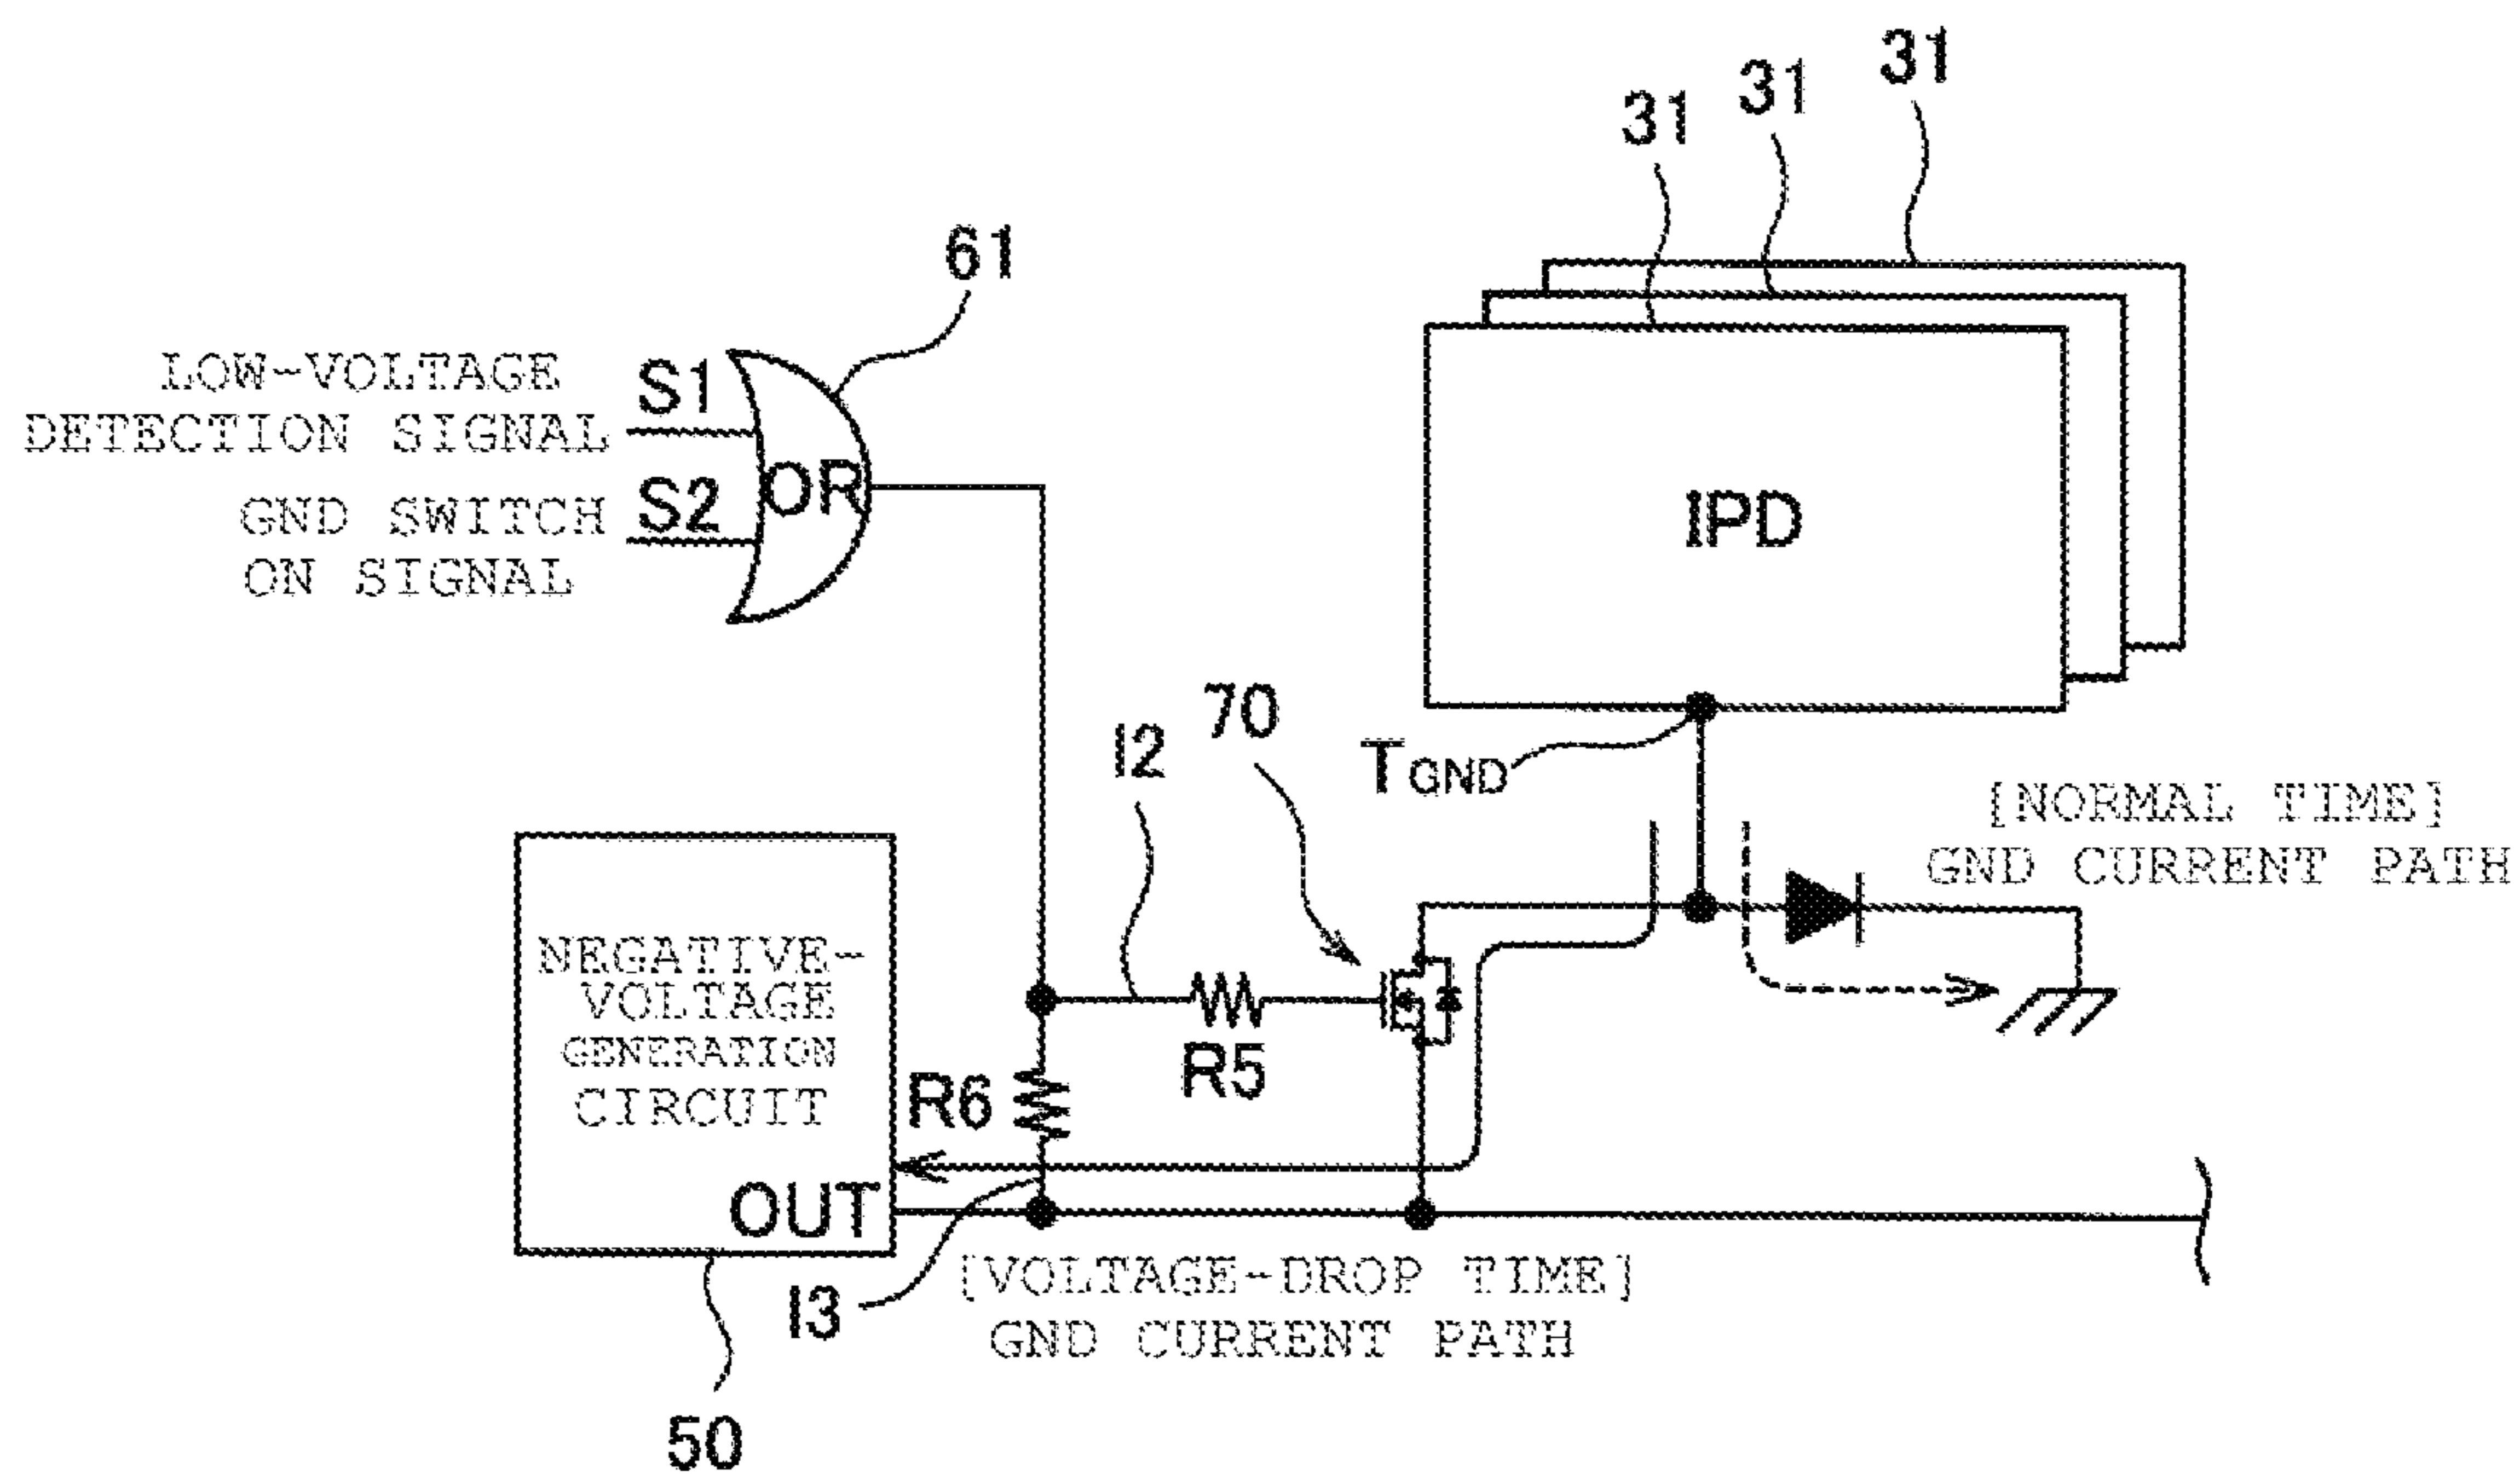 31
31
31
61
LOW-VOLTAGE
DETECTION SIGNAL
S1
GND SWITCH
ON SIGNAL
S2
OR
IPD
70
I2
TGND
[NORMAL TIME]
GND CURRENT PATH
NEGATIVE-
VOLTAGE
GENERATION
CIRCUIT
R5
R6
OUT
I3
[VOLTAGE-DROP TIME]
GND CURRENT PATH
50